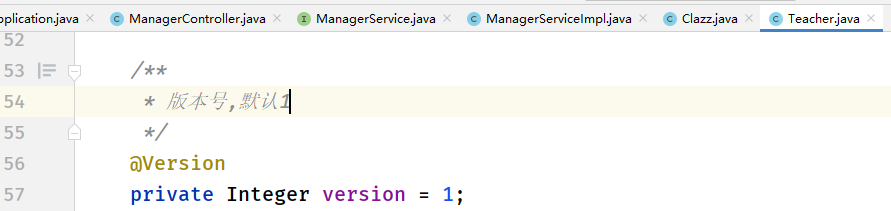 plication.java ManagerController.java ManagerService.java ManagerServiceImpl.java Clazz.java Teacher.java
52
53 /**
54 * 版本号,默认1
55 */
56 @Version
57 private Integer version = 1;